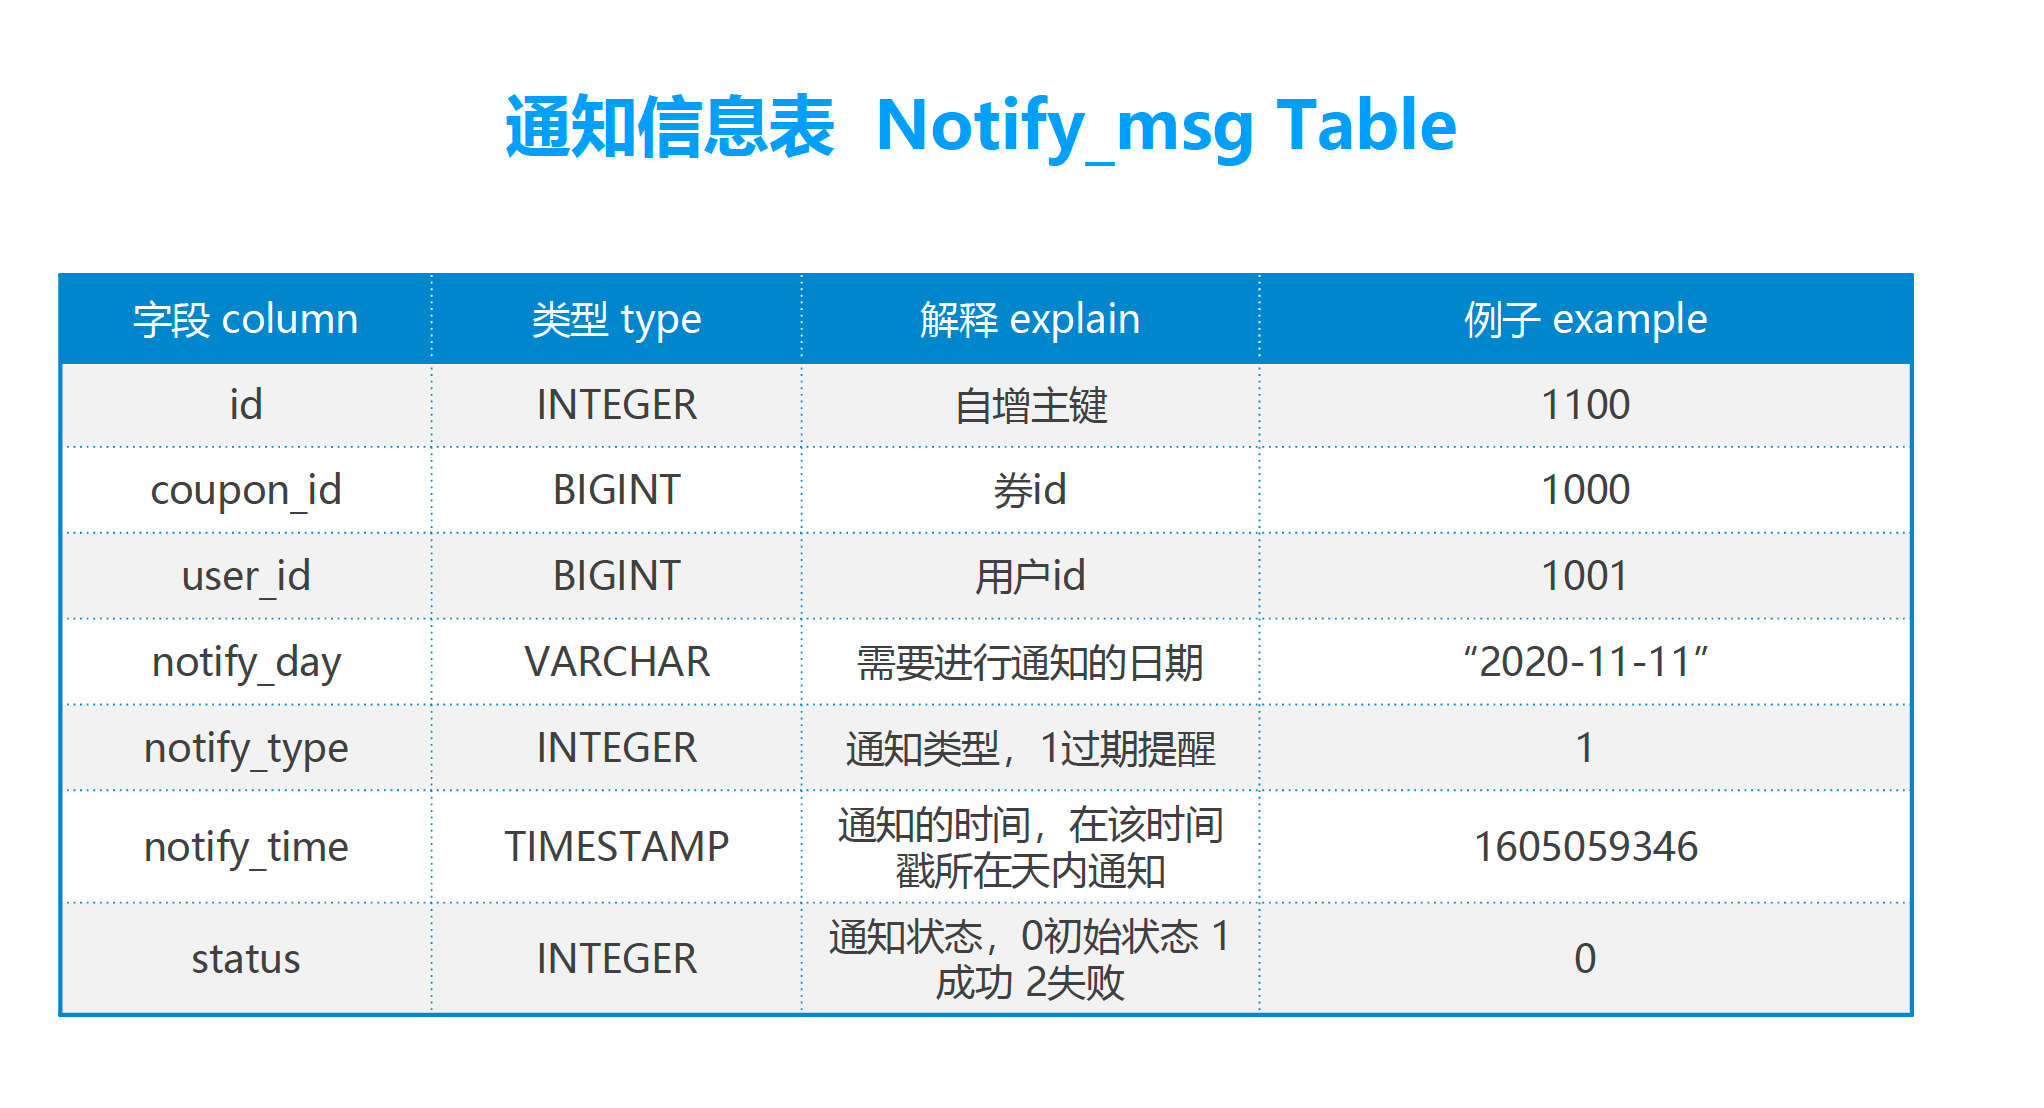 通知信息表 Notify_msg Table
字段 column 类型 type 解释 explain 例子 example
id INTEGER 自增主键 1100
coupon_id BIGINT 券id 1000
user_id BIGINT 用户id 1001
notify_day VARCHAR 需要进行通知的日期 “2020-11-11”
notify_type INTEGER 通知类型，1过期提醒 1
notify_time TIMESTAMP 通知的时间，在该时间
戳所在天内通知 1605059346
status INTEGER 通知状态，0初始状态 1
成功 2失败 0